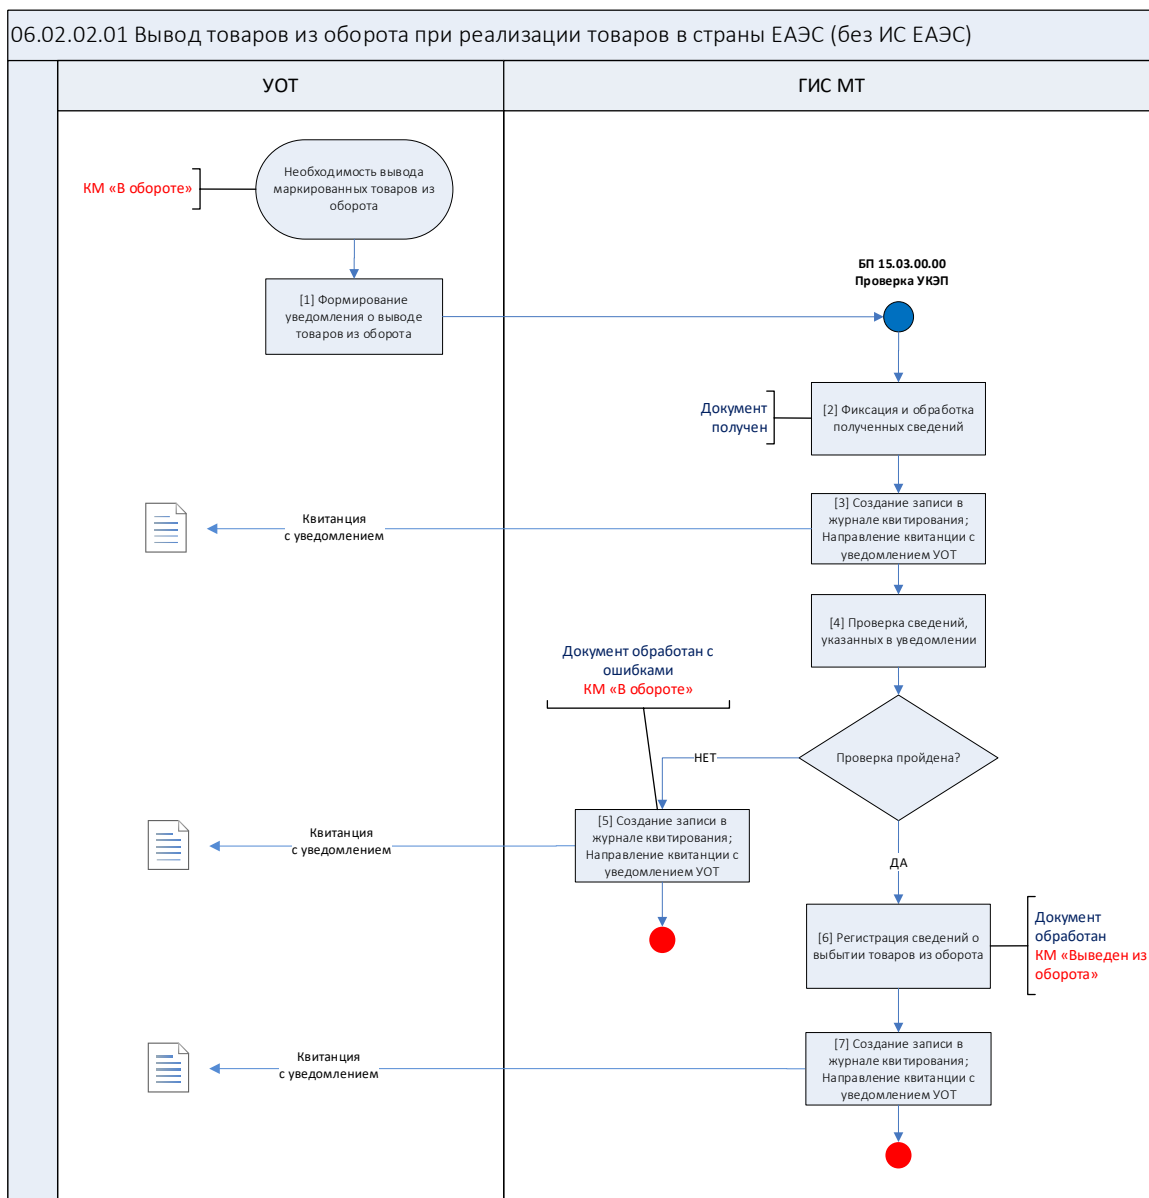 06.02.02.01 Вывод товаров из оборота при реализации товаров в страны ЕАЭС (без ИС ЕАЭС)
УОТ
ГИС МТ
Необходимость вывода
маркированных товаров из
оборота
КМ «В обороте»
[1] Формирование
уведомления о выводе
товаров из оборота
БП 15.03.00.00
Проверка УКЭП
[2] Фиксация и обработка
полученных сведений
Документ
получен
[3] Создание записи в
журнале квитирования;
Направление квитанции с
уведомлением УОТ
Квитанция
с уведомлением
[4] Проверка сведений,
указанных в уведомлении
Документ обработан с
ошибками
КМ «В обороте»
Проверка пройдена?
НЕТ
[5] Создание записи в
журнале квитирования;
Направление квитанции с
уведомлением УОТ
Квитанция
с уведомлением
ДА
[6] Регистрация сведений о
выбытии товаров из оборота
Документ
обработан
КМ «Выведен из
оборота»
[7] Создание записи в
журнале квитирования;
Направление квитанции с
уведомлением УОТ
Квитанция
с уведомлением